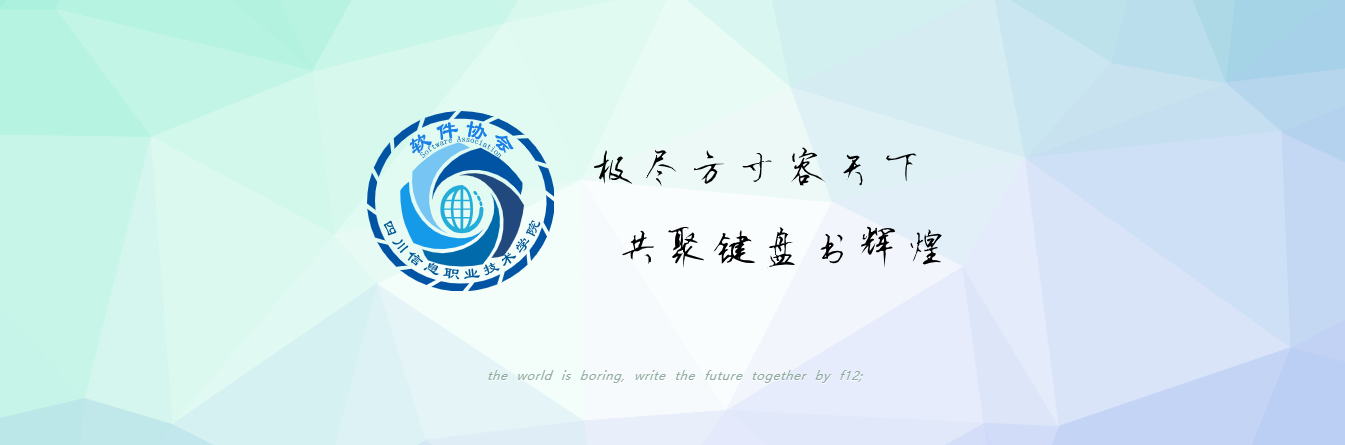 软件协会
Software Association
四川信息职业技术学院
极尽方寸客天下
共聚键盘书辉煌
the world is boring, write the future together by f12;